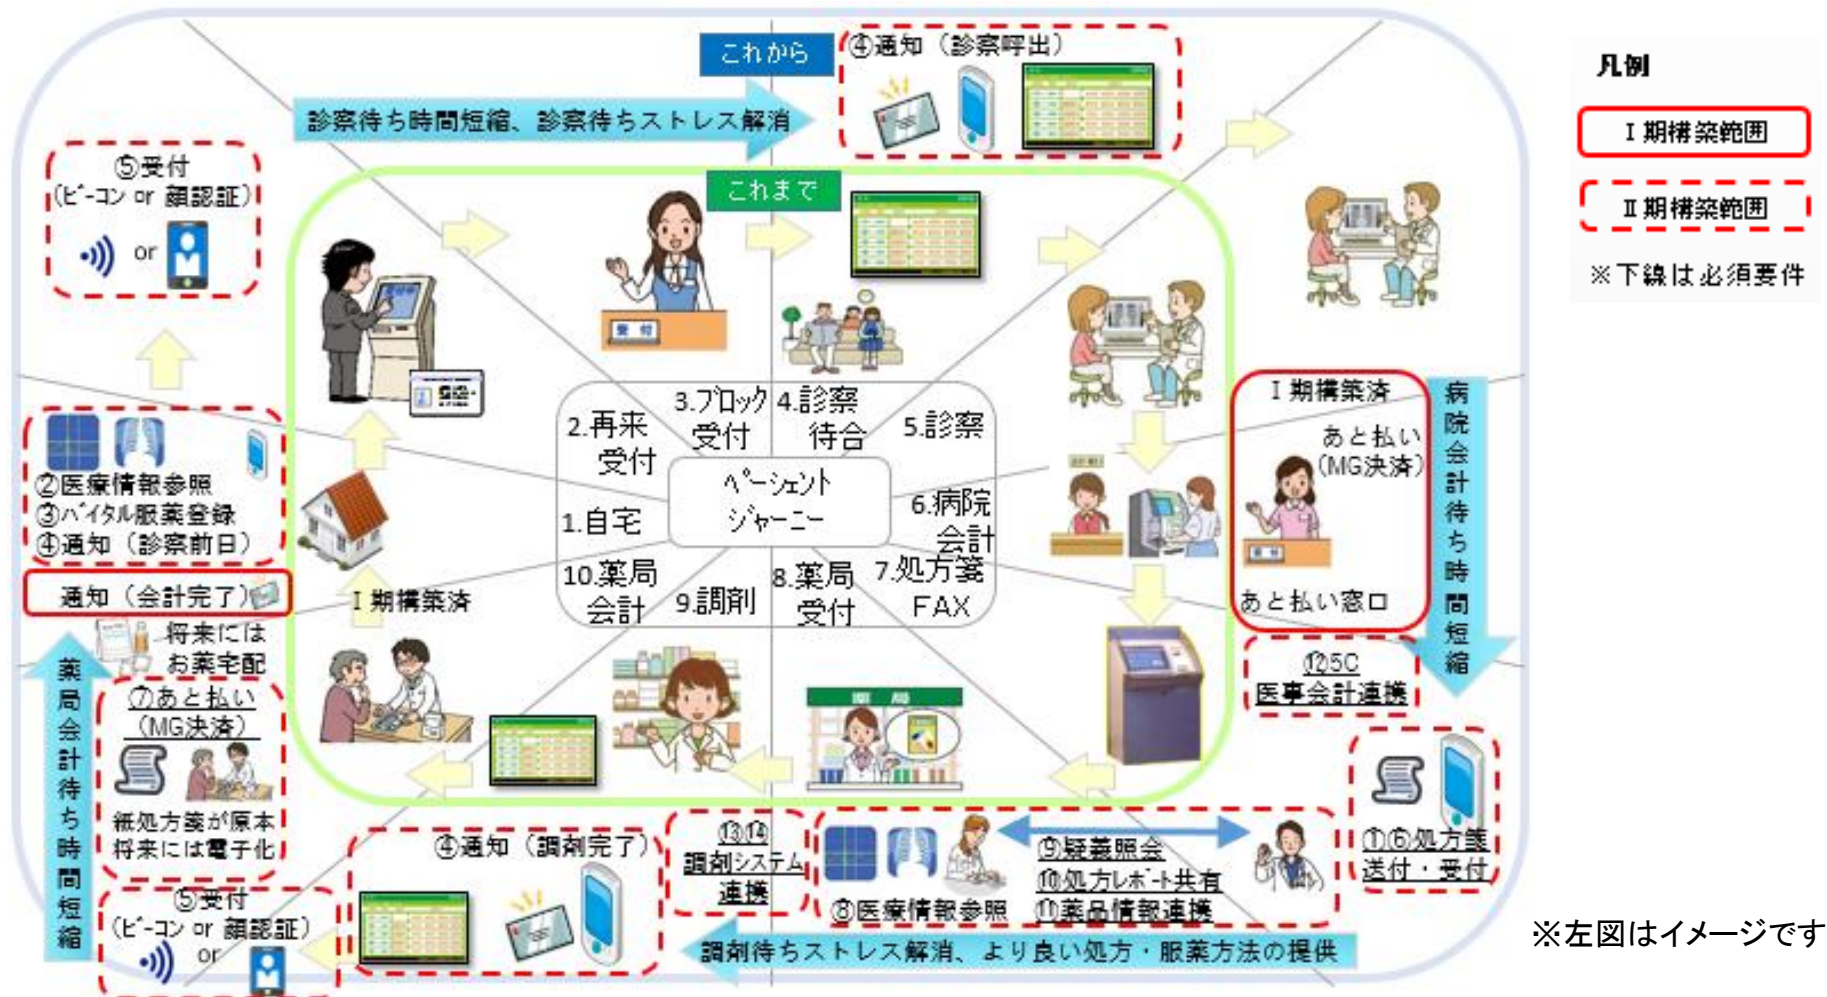 これから
④通知（診察呼出）
診察待ち時間短縮、診察待ちストレス解消
⑤受付
(ビｰコン or 顔認証)
or
これまで
受付
2.再来
受付
3.ブロック
受付
4.診察
待合
5.診察
ペーシェント
ジャーニー
1.自宅
6.病院
会計
10.薬局
会計
9.調剤
8.薬局
受付
7.処方箋
FAX
②医療情報参照
③バイタル服薬登録
④通知（診察前日）
通知（会計完了）
Ⅰ期構築済
将来には
お薬宅配
薬局会計待ち時間短縮
⑦あと払い
（MG決済）
紙処方箋が原本
将来には電子化
⑤受付
(ビｰコン or 顔認証)
or
④通知（調剤完了）
⑬⑭
調剤システム
連携
⑧医療情報参照
⑨疑義照会
⑩処方レポート共有
⑪薬品情報連携
調剤待ちストレス解消、より良い処方・服薬方法の提供
Ⅰ期構築済
あと払い
（MG決済）
受付
あと払い窓口
病院会計待ち時間短縮
⑫5C
医事会計連携
①⑥処方箋
送付・受付
凡例
Ⅰ期構築範囲
Ⅱ期構築範囲
※下線は必須要件
※左図はイメージです